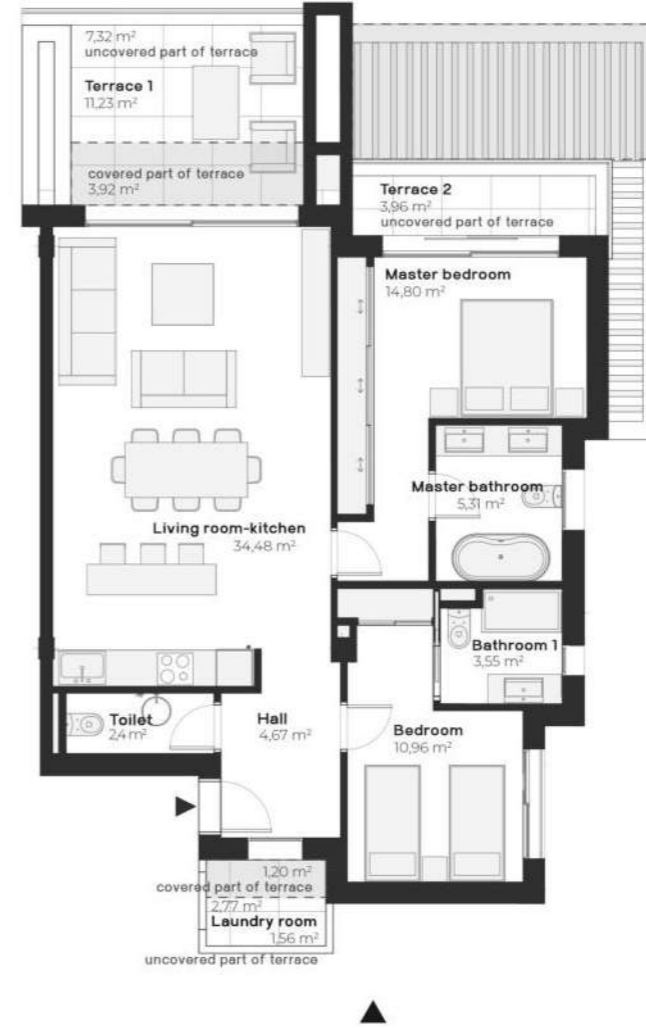 7,32 m²
uncovered part of terrace
Terrace 1
11,23 m²
covered part of terrace
3,92 m²
Terrace 2
3,96 m²
uncovered part of terrace
Master bedroom
14,80 m²
Master bathroom
5,31 m²
Living room-kitchen
34,48 m²
Bathroom 1
3,55 m²
Toilet
2,4 m²
Hall
4,67 m²
Bedroom
10,96 m²
1,20 m²
covered part of terrace
2,77 m²
Laundry room
1,56 m²
uncovered part of terrace